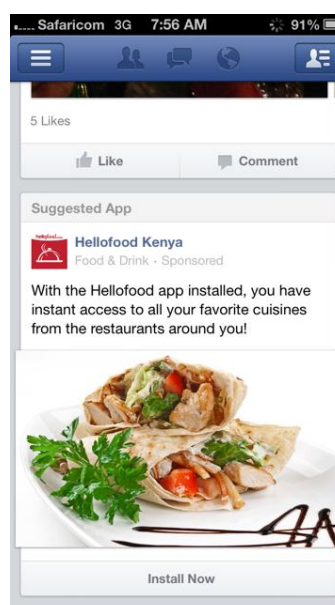 Safaricom 3G 7:56 AM 91%
5 Likes
Like Comment
Suggested App
hellofood
Hellofood Kenya
Food & Drink · Sponsored
With the Hellofood app installed, you have
instant access to all your favorite cuisines
from the restaurants around you!
Install Now